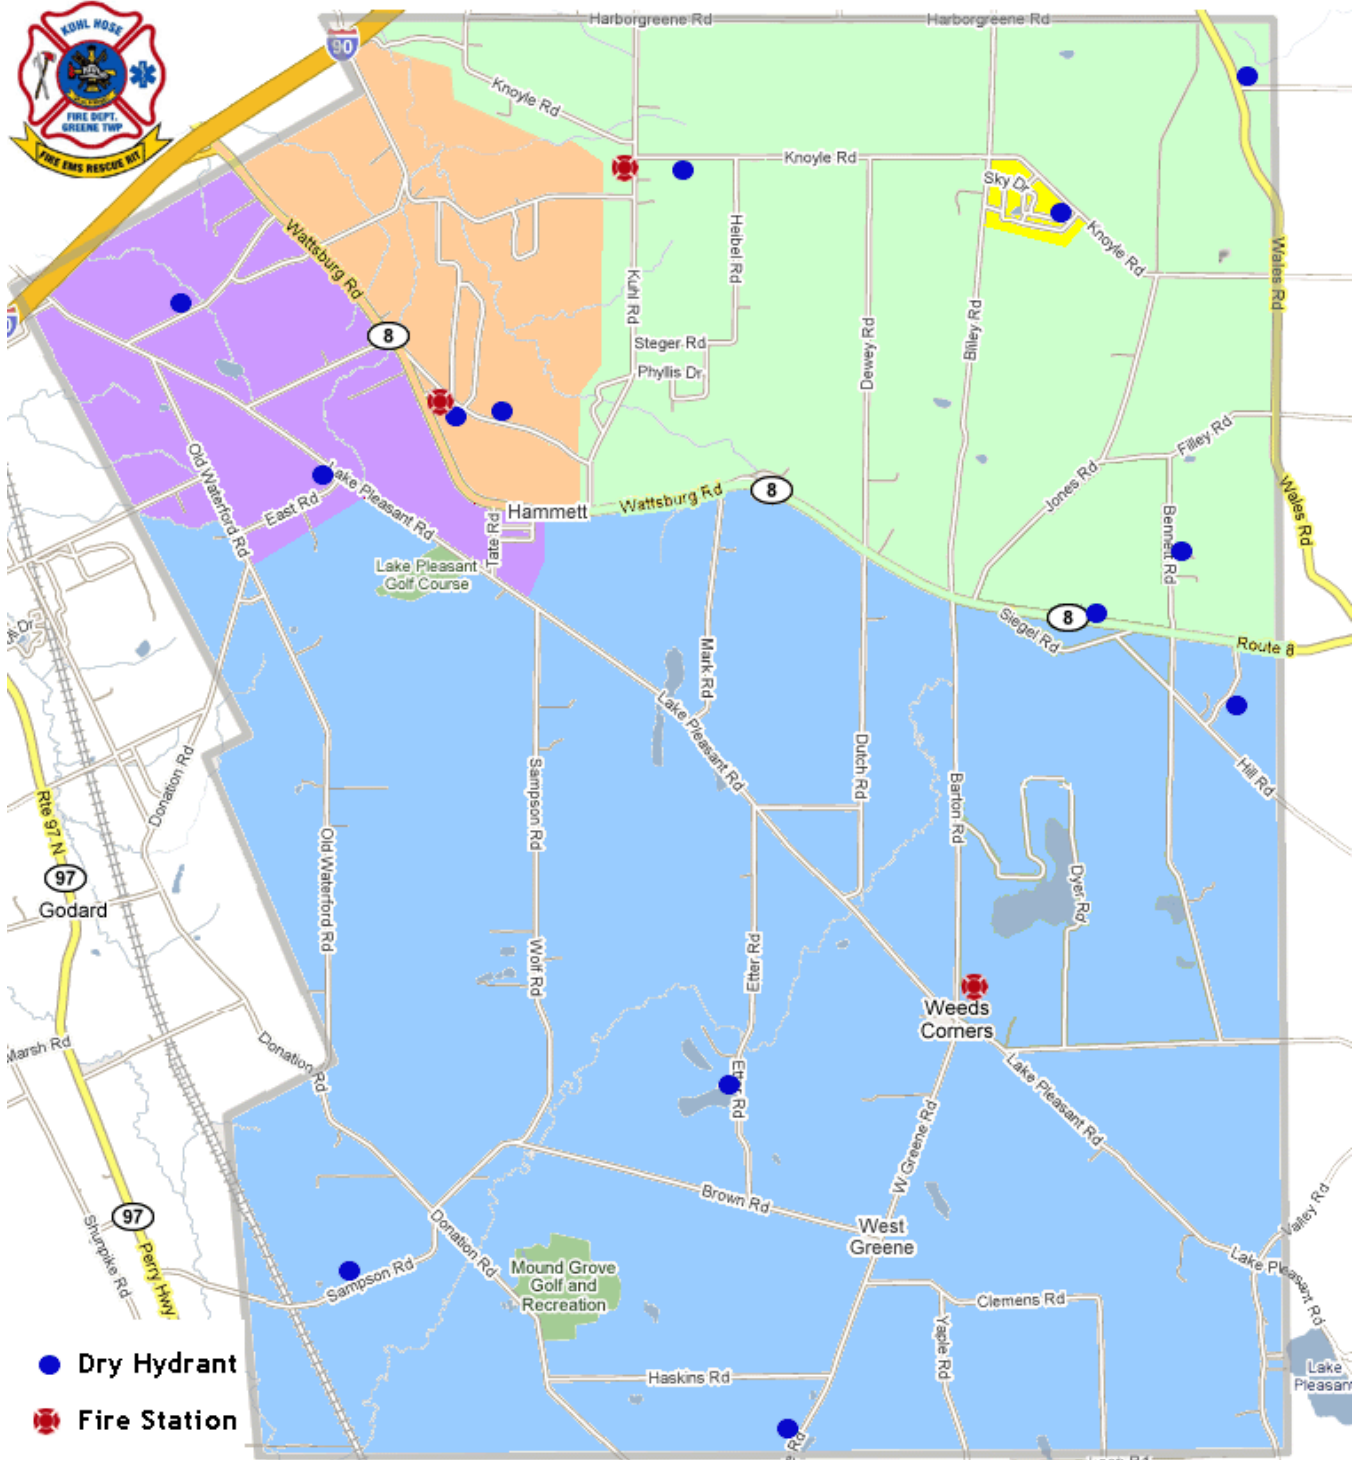 KUHL HOSE
FIRE DEPT.
GREENE TWP
FIRE EMS RESCUE RIT
90
Harborgreene Rd
Harborgreene Rd
Knoyle Rd
Knoyle Rd
Sky Dr
Knoyle Rd
Wattsburg Rd
Heibel Rd
Kuhl Rd
Wales Rd
8
Steger Rd
Phyllis Dr
Dewey Rd
Billey Rd
Old Waterford Rd
Lake Pleasant Rd
East Rd
Tate Rd
Hammett
Wattsburg Rd
8
Jones Rd
Filley Rd
Bennett Rd
Wales Rd
Lake Pleasant
Golf Course
8
Siegel Rd
Route 8
Mark Rd
Lake Pleasant Rd
Donation Rd
Sampson Rd
Dutch Rd
Barton Rd
Hill Rd
Rte 97 N
97
Godard
Old Waterford Rd
Dyer Rd
Wolf Rd
Etter Rd
Weeds
Corners
Marsh Rd
Donation Rd
Etter Rd
Lake Pleasant Rd
W Greene Rd
Brown Rd
West
Greene
97
Shunpike Rd
Perry Hwy
Donation Rd
Sampson Rd
Mound Grove
Golf and
Recreation
Valley Rd
Lake Pleasant Rd
Clemens Rd
Yaple Rd
Haskins Rd
Lake
Pleasant
Dry Hydrant
Fire Station
Rd